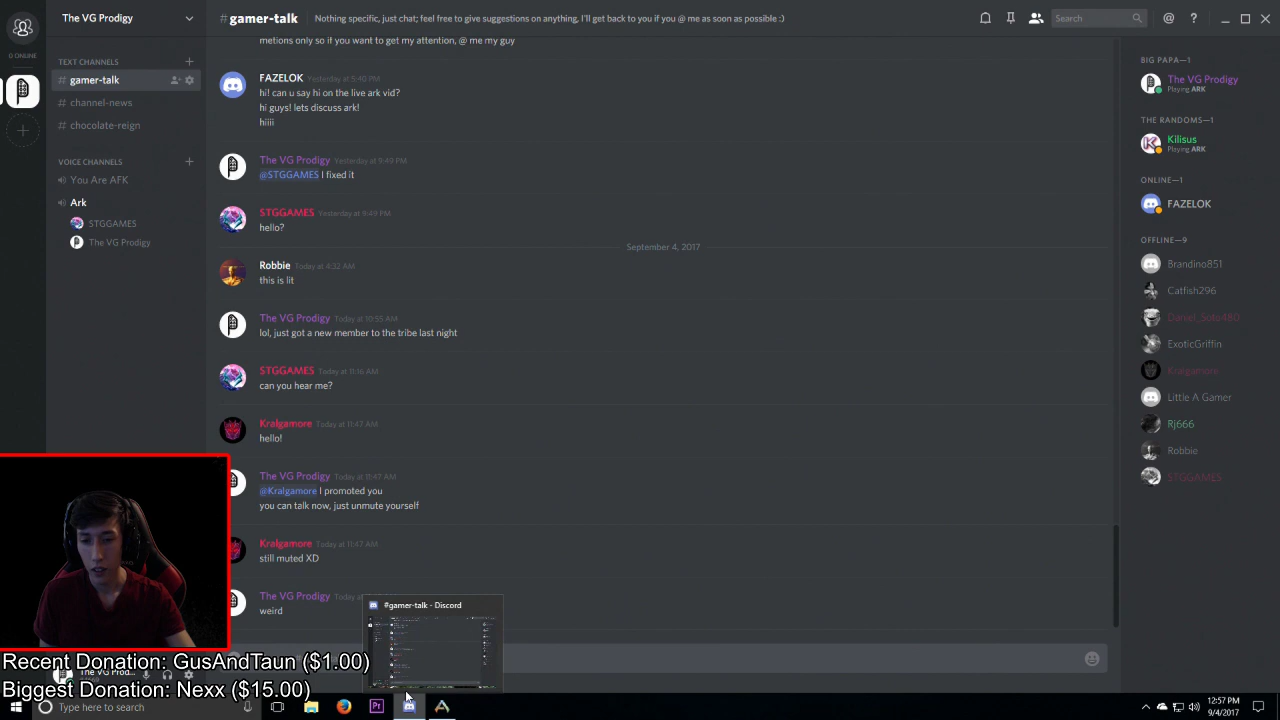 The VG Prodigy
#gamer-talk
Nothing specific, just chat; feel free to give suggestions on anything, I'll get back to you if you @ me as soon as possible :)
Search
0 ONLINE
TEXT CHANNELS
# gamer-talk
# channel-news
# chocolate-reign
VOICE CHANNELS
You Are AFK
Ark
STGGAMES
The VG Prodigy
metions only so if you want to get my attention, @ me my guy
FAZELOK Yesterday at 5:40 PM
hi! can u say hi on the live ark vid?
hi guys! lets discuss ark!
hiiii
The VG Prodigy Yesterday at 9:49 PM
@STGGAMES I fixed it
STGGAMES Yesterday at 9:49 PM
hello?
September 4, 2017
Robbie Today at 4:32 AM
this is lit
The VG Prodigy Today at 10:55 AM
lol, just got a new member to the tribe last night
STGGAMES Today at 11:16 AM
can you hear me?
Kralgamore Today at 11:47 AM
hello!
The VG Prodigy Today at 11:47 AM
@Kralgamore I promoted you
you can talk now, just unmute yourself
Kralgamore Today at 11:47 AM
still muted XD
The VG Prodigy Today
weird
#gamer-talk - Discord
BIG PAPA—1
The VG Prodigy
Playing ARK
THE RANDOMS—1
Kilisus
Playing ARK
ONLINE—1
FAZELOK
OFFLINE—9
Brandino851
Catfish296
Daniel_Soto480
ExoticGriffin
Kralgamore
Little A Gamer
RJ666
Robbie
STGGAMES
Recent Donation: GusAndTaun ($1.00)
The VG Prod...
Biggest Donation: Nexx ($15.00)
Type here to search
Pr
12:57 PM
9/4/2017